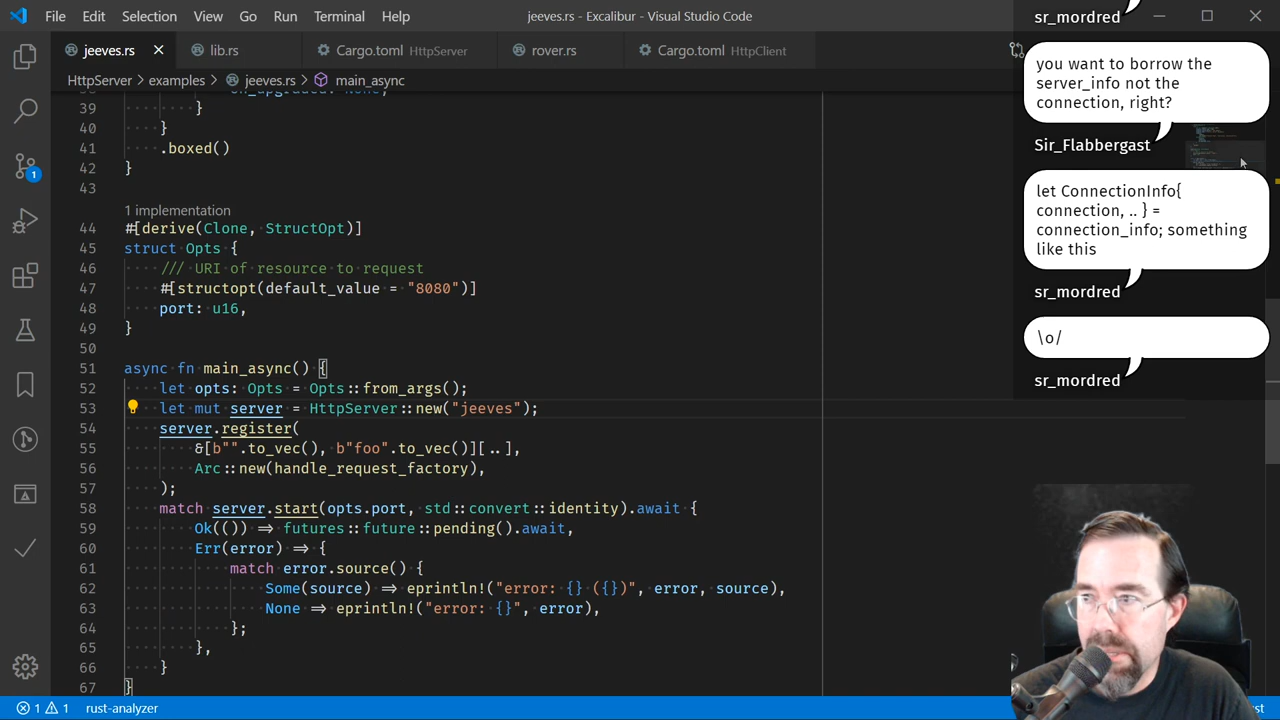 File Edit Selection View Go Run Terminal Help
jeeves.rs - Excalibur - Visual Studio Code
jeeves.rs
lib.rs
Cargo.toml HttpServer
rover.rs
Cargo.toml HttpClient
HttpServer > examples > jeeves.rs > main_async
39 }
40 }
41 .boxed()
42 }
43
1 implementation
44 #[derive(Clone, StructOpt)]
45 struct Opts {
46 /// URI of resource to request
47 #[structopt(default_value = "8080")]
48 port: u16,
49 }
50
51 async fn main_async() {
52 let opts: Opts = Opts::from_args();
53 let mut server = HttpServer::new("jeeves");
54 server.register(
55 &[b"".to_vec(), b"foo".to_vec()][..],
56 Arc::new(handle_request_factory),
57 );
58 match server.start(opts.port, std::convert::identity).await {
59 Ok(()) => futures::future::pending().await,
60 Err(error) => {
61 match error.source() {
62 Some(source) => eprintln!("error: {} ({})", error, source),
63 None => eprintln!("error: {}", error),
64 };
65 },
66 }
67 }
sr_mordred
you want to borrow the
server_info not the
connection, right?
Sir_Flabbergast
let ConnectionInfo{
connection, .. } =
connection_info; something
like this
sr_mordred
\o/
sr_mordred
1
1 1 rust-analyzer